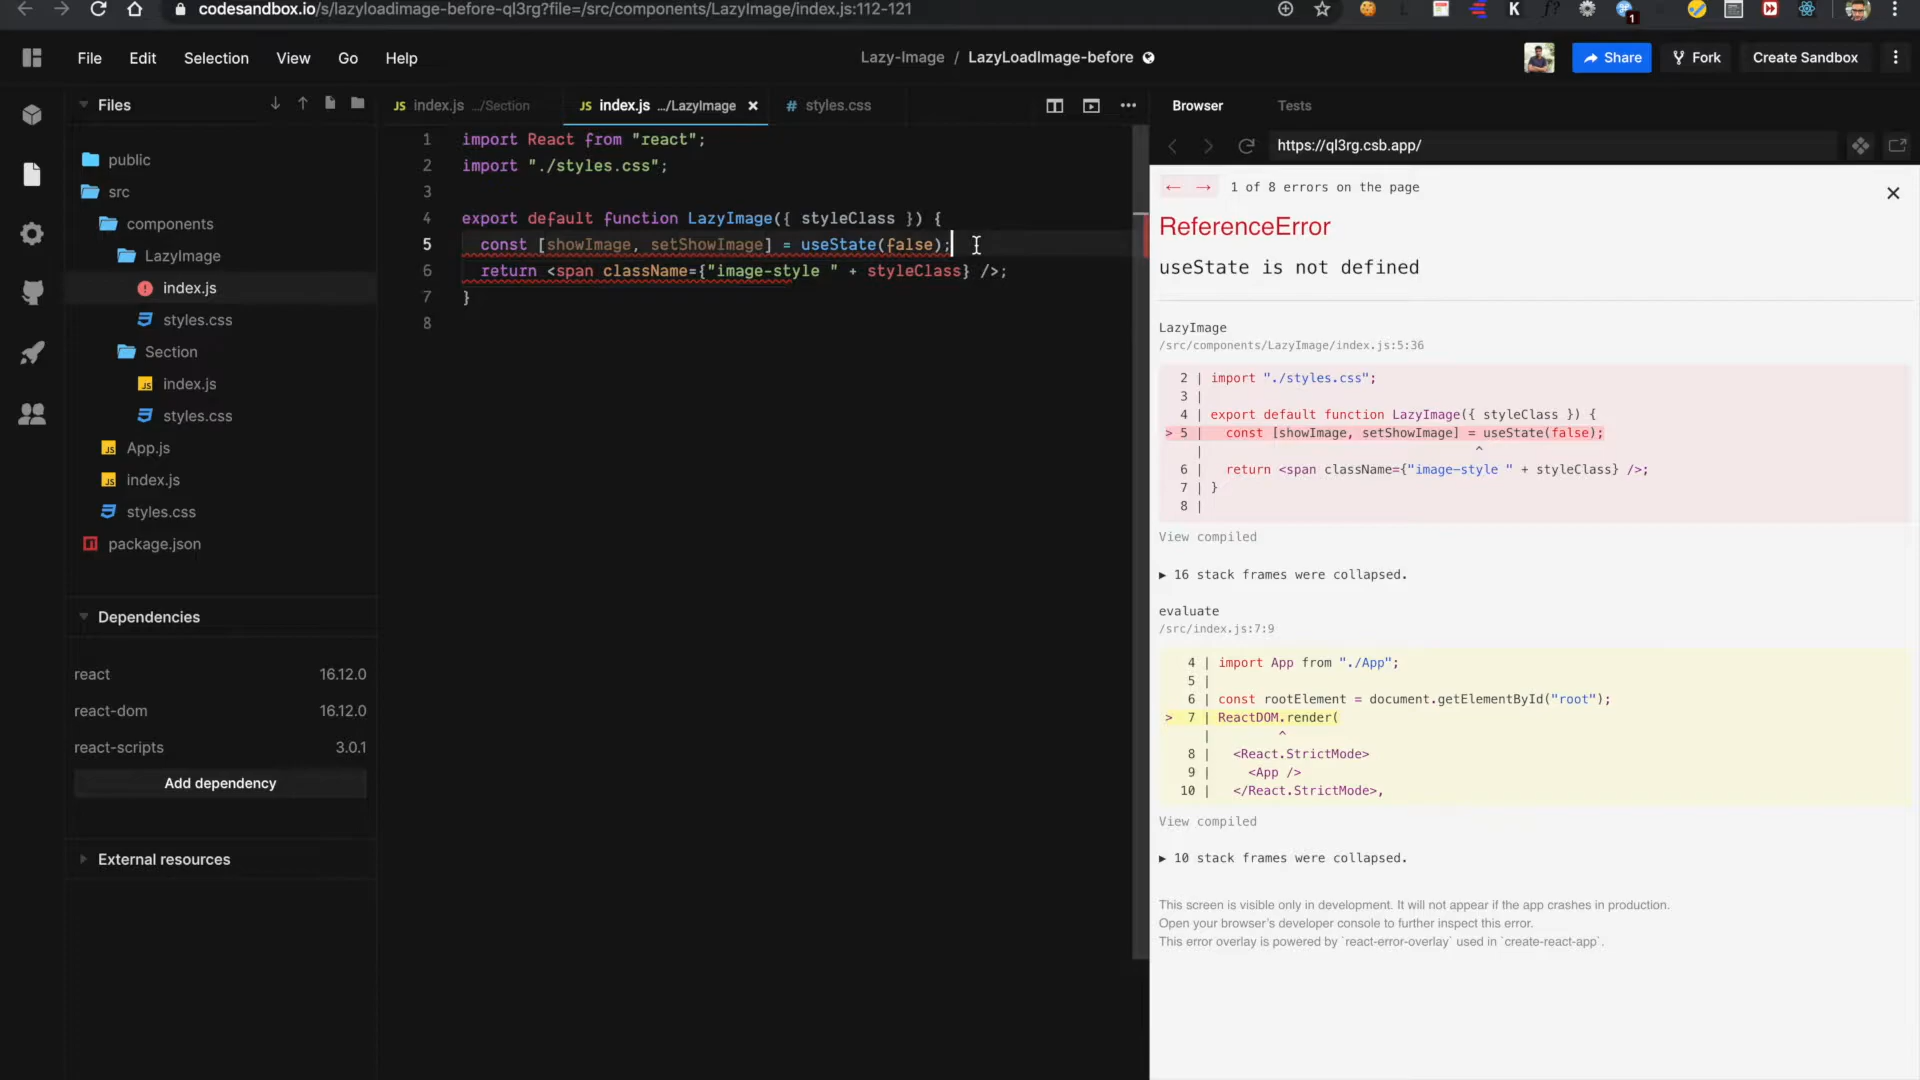 codesandbox.io/s/lazyloadimage-before-ql3rg?file=/src/components/LazyImage/index.js:112-121
K
f?
1
File
Edit
Selection
View
Go
Help
Lazy-Image / LazyLoadImage-before
Share
Fork
Create Sandbox
Files
public
src
components
LazyImage
index.js
styles.css
Section
index.js
styles.css
App.js
index.js
styles.css
package.json
Dependencies
react 16.12.0
react-dom 16.12.0
react-scripts 3.0.1
Add dependency
External resources
JS index.js .../Section
JS index.js .../LazyImage
# styles.css
1 import React from "react";
2 import "./styles.css";
3
4 export default function LazyImage({ styleClass }) {
5 const [showImage, setShowImage] = useState(false);
6 return <span className={"image-style " + styleClass} />;
7 }
8
Browser
Tests
https://ql3rg.csb.app/
← → 1 of 8 errors on the page
ReferenceError
useState is not defined
LazyImage
/src/components/LazyImage/index.js:5:36
2 | import "./styles.css";
3 |
4 | export default function LazyImage({ styleClass }) {
> 5 | const [showImage, setShowImage] = useState(false);
| ^
6 | return <span className={"image-style " + styleClass} />;
7 | }
8 |
View compiled
▶ 16 stack frames were collapsed.
evaluate
/src/index.js:7:9
4 | import App from "./App";
5 |
6 | const rootElement = document.getElementById("root");
> 7 | ReactDOM.render(
| ^
8 | <React.StrictMode>
9 | <App />
10 | </React.StrictMode>,
View compiled
▶ 10 stack frames were collapsed.
This screen is visible only in development. It will not appear if the app crashes in production.
Open your browser's developer console to further inspect this error.
This error overlay is powered by `react-error-overlay` used in `create-react-app`.